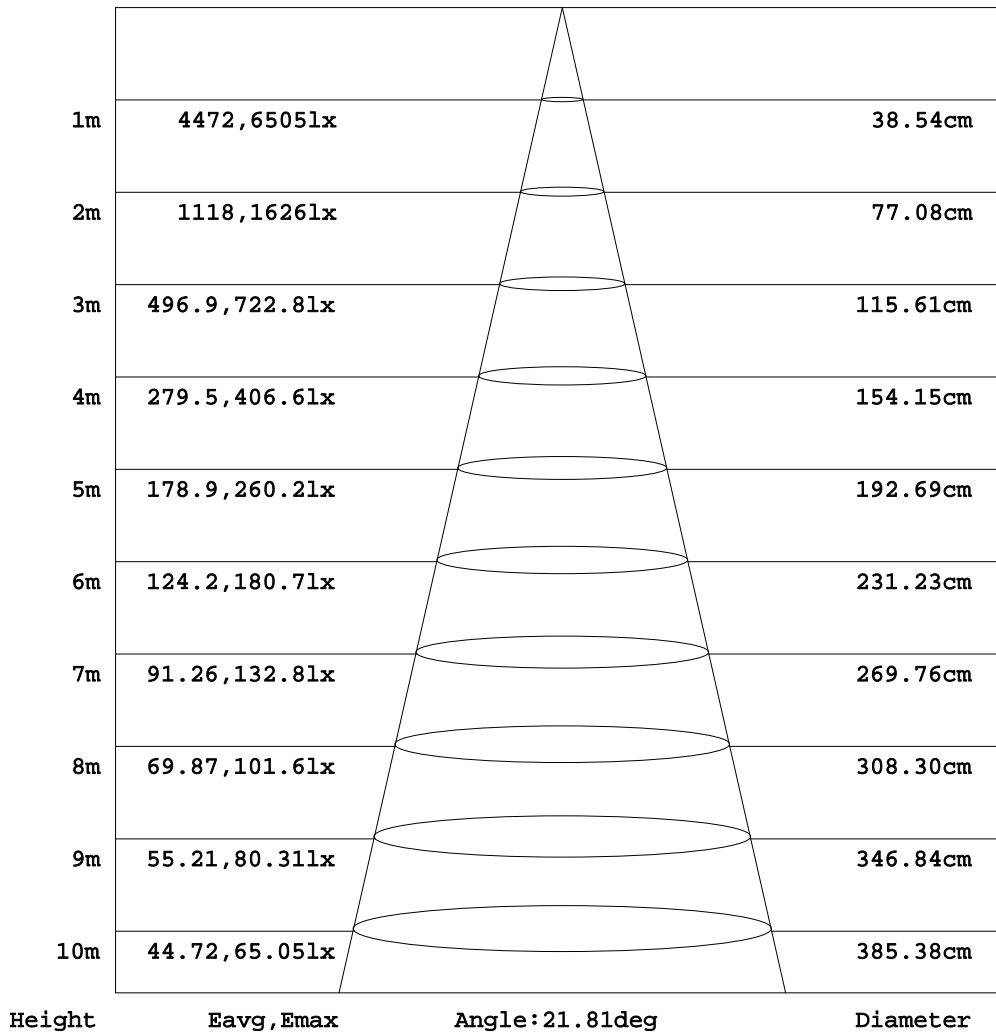 1m 4472,6505lx 38.54cm
2m 1118,1626lx 77.08cm
3m 496.9,722.8lx 115.61cm
4m 279.5,406.6lx 154.15cm
5m 178.9,260.2lx 192.69cm
6m 124.2,180.7lx 231.23cm
7m 91.26,132.8lx 269.76cm
8m 69.87,101.6lx 308.30cm
9m 55.21,80.31lx 346.84cm
10m 44.72,65.05lx 385.38cm
Height Eavg,Emax Angle:21.81deg Diameter